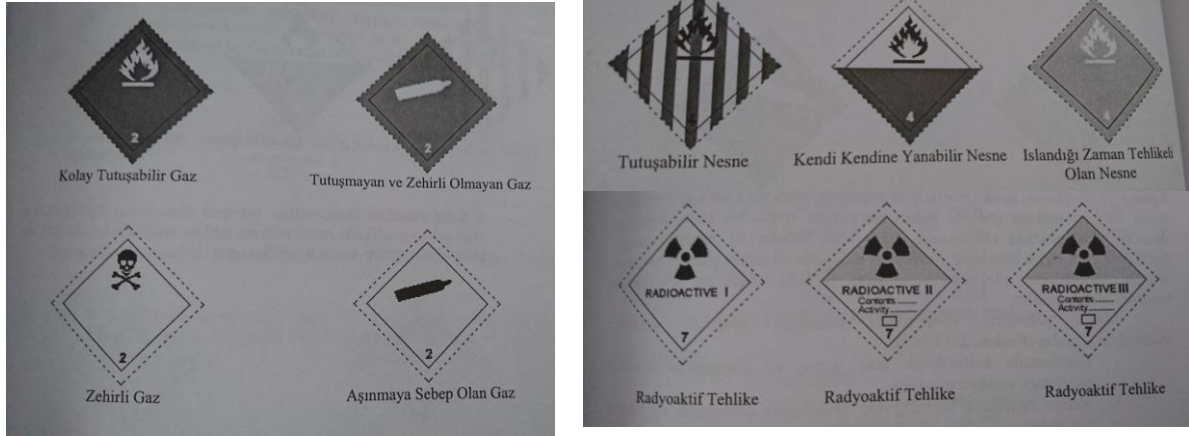 2
Kolay Tutuşabilir Gaz
2
Tutuşmayan ve Zehirli Olmayan Gaz
2
Zehirli Gaz
2
Aşınmaya Sebep Olan Gaz
Tutuşabilir Nesne
4
Kendi Kendine Yanabilir Nesne
4
Islandığı Zaman Tehlikeli
Olan Nesne
RADIOACTIVE I
7
Radyoaktif Tehlike
RADIOACTIVE II
Contents ......
Activity ......
7
Radyoaktif Tehlike
RADIOACTIVE III
Contents ......
Activity ......
7
Radyoaktif Tehlike